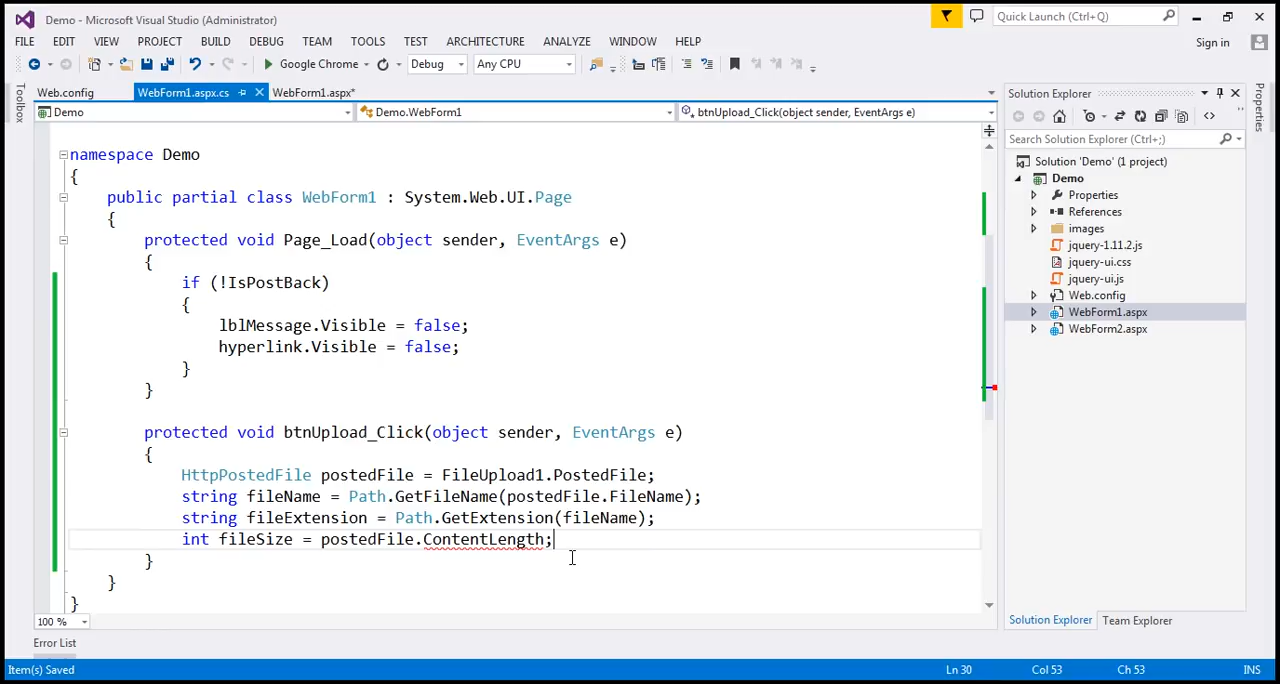 Demo - Microsoft Visual Studio (Administrator)
Quick Launch (Ctrl+Q)
FILE EDIT VIEW PROJECT BUILD DEBUG TEAM TOOLS TEST ARCHITECTURE ANALYZE WINDOW HELP
Sign in
Google Chrome Debug Any CPU
Toolbox
Web.config WebForm1.aspx.cs WebForm1.aspx*
Demo Demo.WebForm1 btnUpload_Click(object sender, EventArgs e)
namespace Demo
{
public partial class WebForm1 : System.Web.UI.Page
{
protected void Page_Load(object sender, EventArgs e)
{
if (!IsPostBack)
{
lblMessage.Visible = false;
hyperlink.Visible = false;
}
}
protected void btnUpload_Click(object sender, EventArgs e)
{
HttpPostedFile postedFile = FileUpload1.PostedFile;
string fileName = Path.GetFileName(postedFile.FileName);
string fileExtension = Path.GetExtension(fileName);
int fileSize = postedFile.ContentLength;
}
}
}
100 %
Error List
Solution Explorer
Search Solution Explorer (Ctrl+;)
Solution 'Demo' (1 project)
Demo
Properties
References
images
jquery-1.11.2.js
jquery-ui.css
jquery-ui.js
Web.config
WebForm1.aspx
WebForm2.aspx
Solution Explorer Team Explorer
Properties
Item(s) Saved Ln 30 Col 53 Ch 53 INS